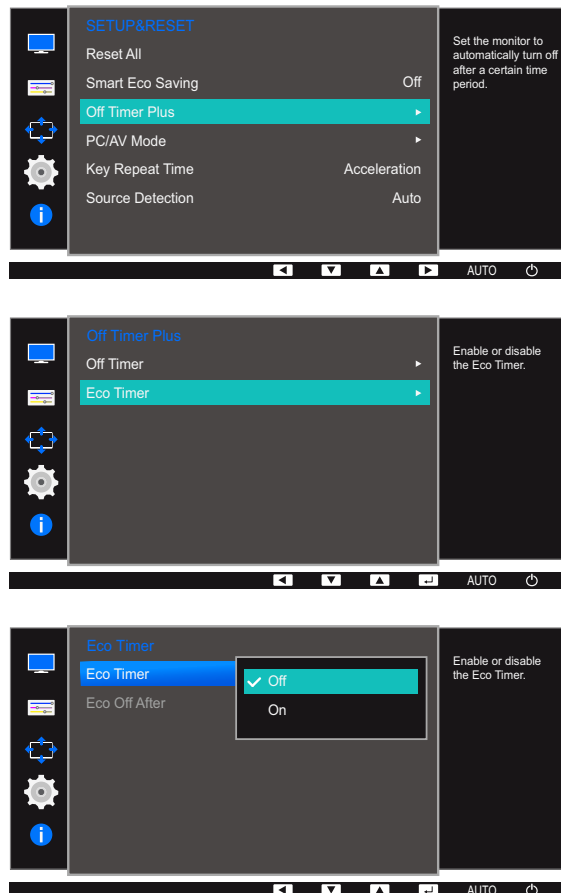 SETUP&RESET
Reset All
Smart Eco Saving Off
Off Timer Plus
PC/AV Mode
Key Repeat Time Acceleration
Source Detection Auto
Set the monitor to
automatically turn off
after a certain time
period.
AUTO
Off Timer Plus
Off Timer
Eco Timer
Enable or disable
the Eco Timer.
AUTO
Eco Timer
Eco Timer
Off
Eco Off After
On
Enable or disable
the Eco Timer.
AUTO